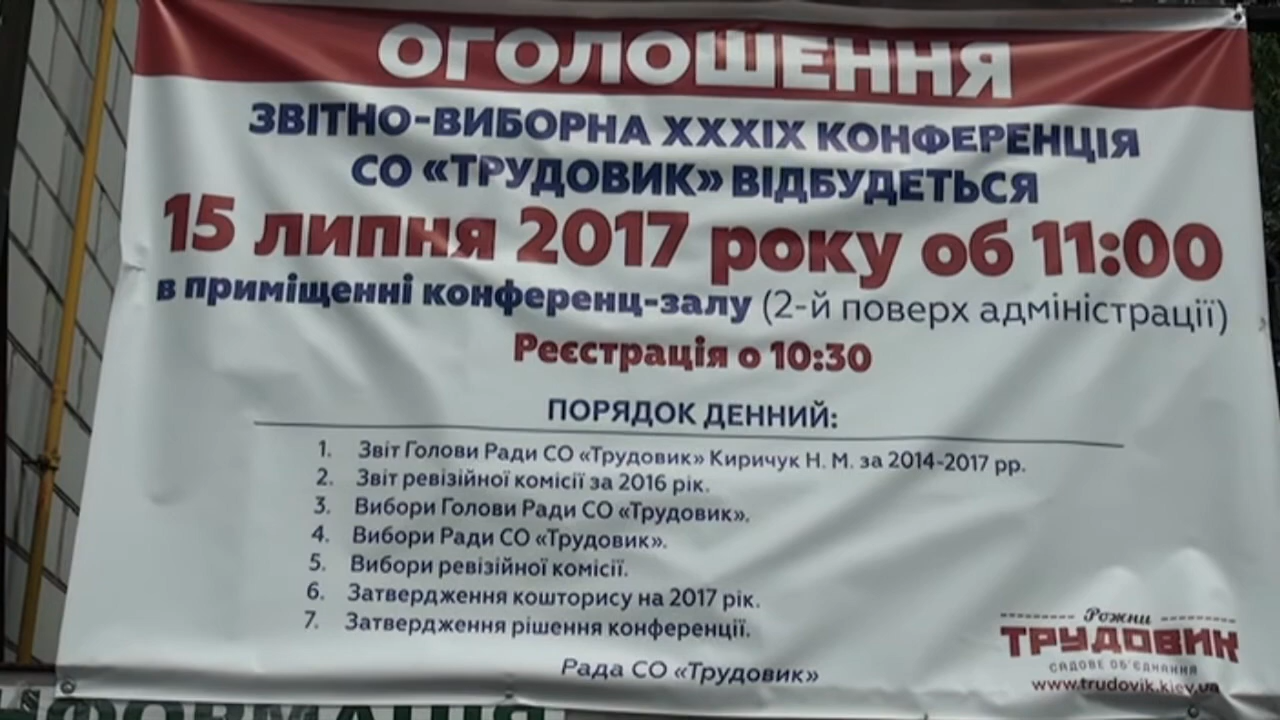 ОГОЛОШЕННЯ
ЗВІТНО-ВИБОРНА XXXIX КОНФЕРЕНЦІЯ
СО «ТРУДОВИК» ВІДБУДЕТЬСЯ
15 липня 2017 року об 11:00
в приміщенні конференц-залу (2-й поверх адміністрації)
Реєстрація о 10:30
ПОРЯДОК ДЕННИЙ:
1. Звіт Голови Ради СО «Трудовик» Киричук Н. М. за 2014-2017 рр.
2. Звіт ревізійної комісії за 2016 рік.
3. Вибори Голови Ради СО «Трудовик».
4. Вибори Ради СО «Трудовик».
5. Вибори ревізійної комісії.
6. Затвердження кошторису на 2017 рік.
7. Затвердження рішення конференції.
Рада СО «Трудовик»
Рожни
ТРУДОВИК
САДОВЕ ОБ'ЄДНАННЯ
www.trudovik.kiev.ua
ФОРМАЦІЯ